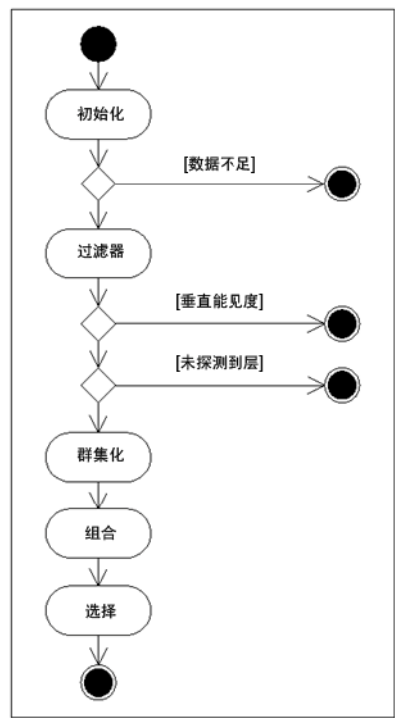 初始化
[数据不足]
过滤器
[垂直能见度]
[未探测到层]
群集化
组合
选择